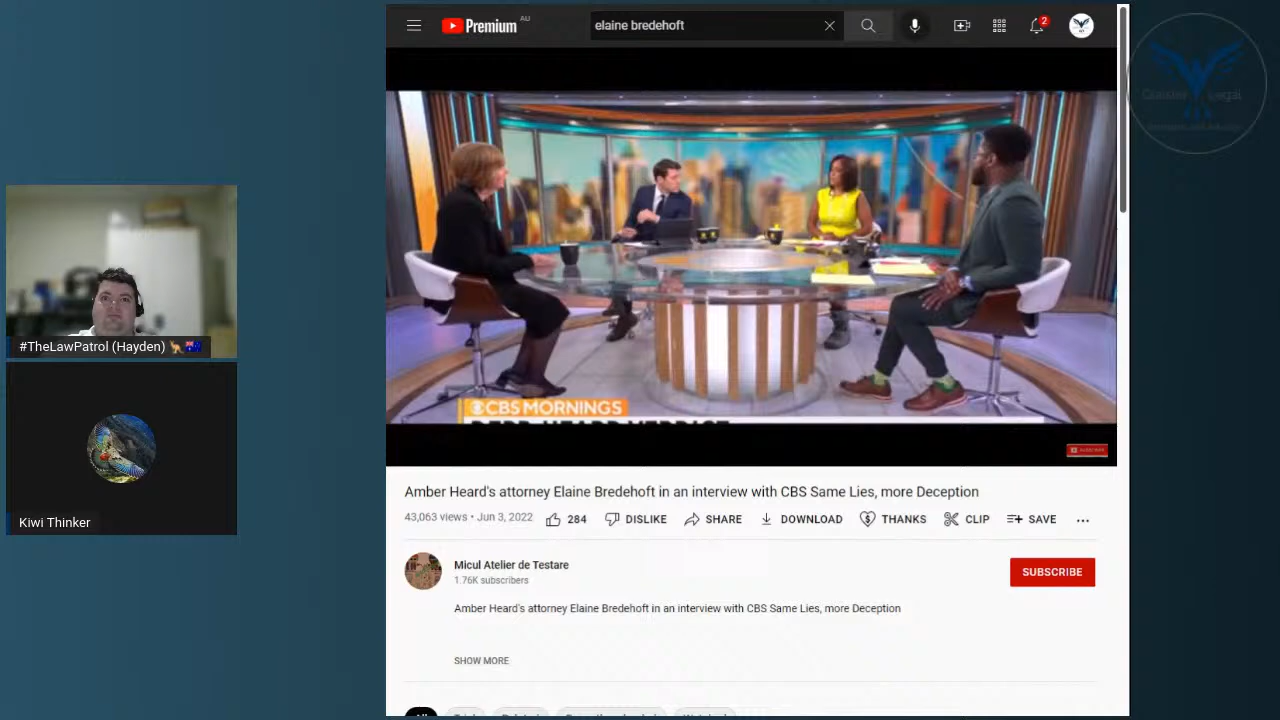 Premium AU
elaine bredehoft
2
CBS MORNINGS
SUBSCRIBE
#TheLawPatrol (Hayden) 🦘🇦🇺
Kiwi Thinker
Amber Heard's attorney Elaine Bredehoft in an interview with CBS Same Lies, more Deception
43,063 views • Jun 3, 2022
284 DISLIKE SHARE DOWNLOAD THANKS CLIP SAVE ...
Micul Atelier de Testare
1.76K subscribers
SUBSCRIBE
Amber Heard's attorney Elaine Bredehoft in an interview with CBS Same Lies, more Deception
SHOW MORE